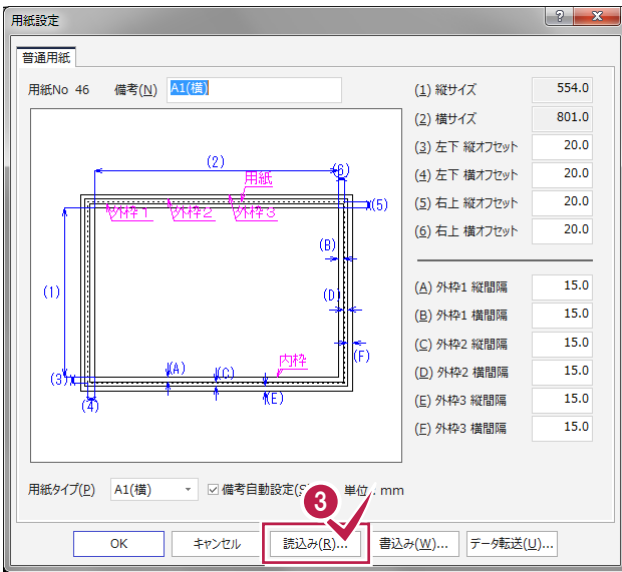 用紙設定
普通用紙
用紙No 46 備考(N) A1(横)
(1) 縦サイズ 554.0
(2) 横サイズ 801.0
(3) 左下 縦オフセット 20.0
(4) 左下 横オフセット 20.0
(5) 右上 縦オフセット 20.0
(6) 右上 横オフセット 20.0
(A) 外枠1 縦間隔 15.0
(B) 外枠1 横間隔 15.0
(C) 外枠2 縦間隔 15.0
(D) 外枠2 横間隔 15.0
(E) 外枠3 縦間隔 15.0
(F) 外枠3 横間隔 15.0
(2)
(6)
用紙
外枠1 外枠2 外枠3
(5)
(B)
(1)
(D)
内枠
(F)
(3)
(A)
(C)
(4)
(E)
用紙タイプ(P) A1(横) 備考自動設定(S) 単位: mm
3
OK キャンセル 読込み(R)... 書込み(W)... データ転送(U)...